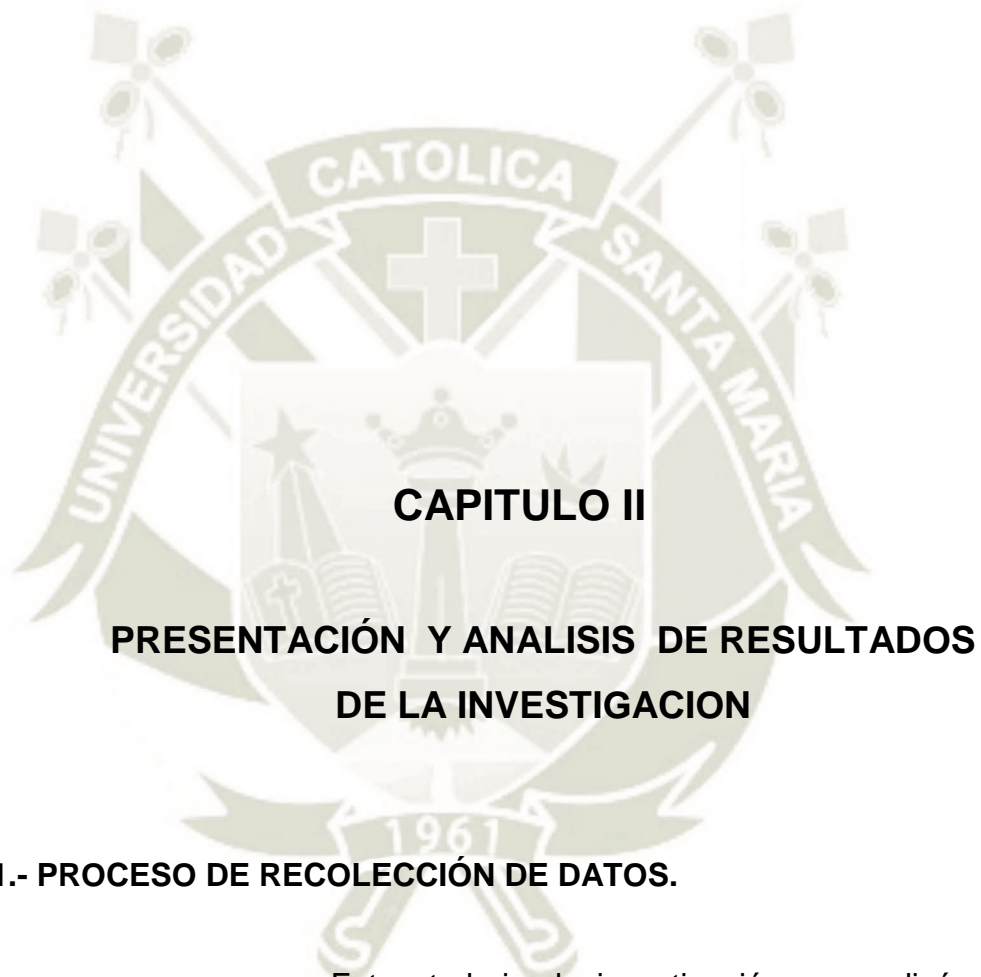 CATOLICA
UNIVERSIDAD
SANTA MARIA
CAPITULO II
PRESENTACIÓN Y ANALISIS DE RESULTADOS
DE LA INVESTIGACION
1961
1.- PROCESO DE RECOLECCIÓN DE DATOS.